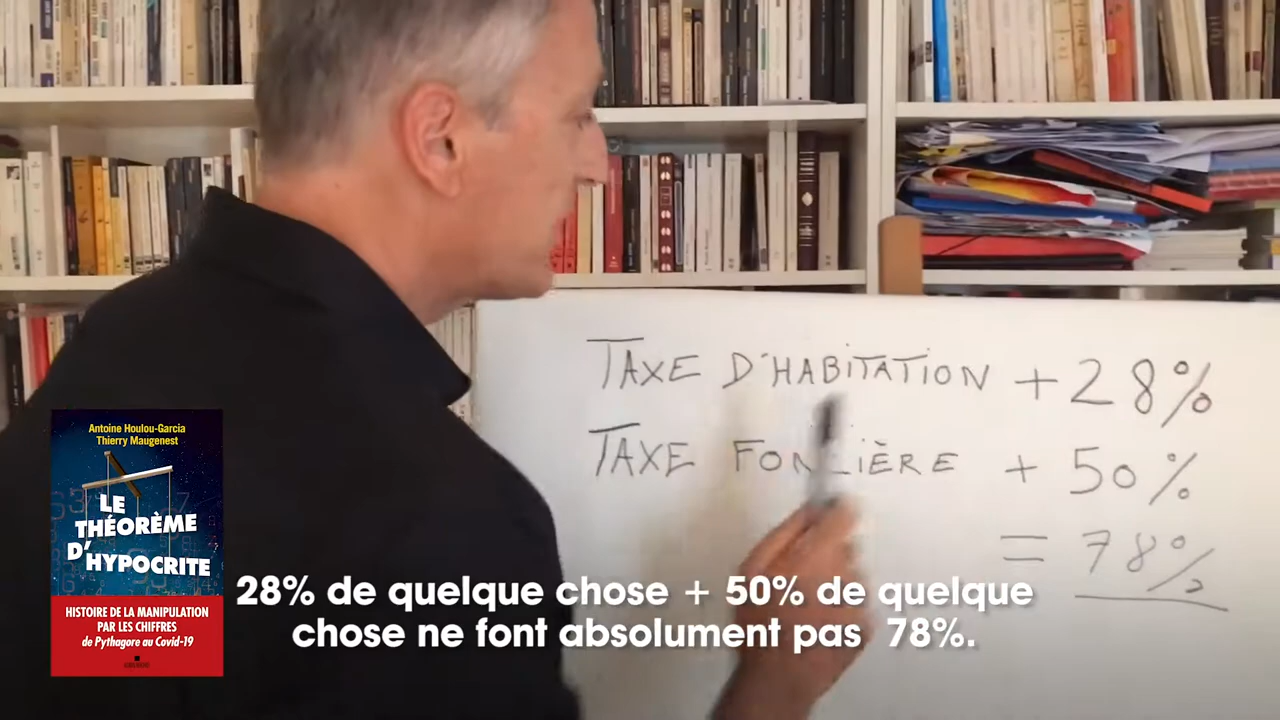 TAXE D'HABITATION + 28%
TAXE FONCIÈRE + 50%
= 78%
Antoine Houlou-Garcia
Thierry Maugenest
LE
THÉORÈME
D'HYPOCRITE
HISTOIRE DE LA MANIPULATION
PAR LES CHIFFRES
de Pythagore au Covid-19
28% de quelque chose + 50% de quelque
chose ne font absolument pas 78%.